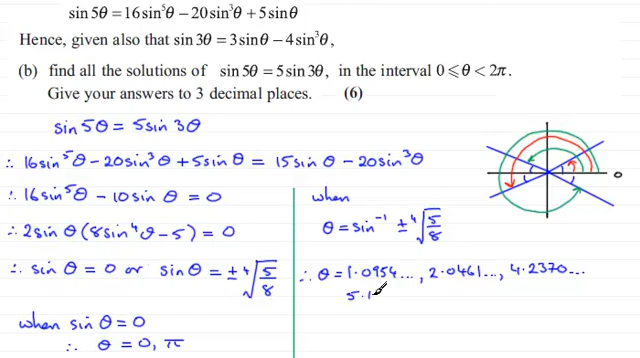 sin 5θ = 16 sin⁵θ − 20 sin³θ + 5 sin θ
Hence, given also that sin 3θ = 3 sin θ − 4 sin³θ,
(b) find all the solutions of sin 5θ = 5 sin 3θ, in the interval 0 ⩽ θ < 2π.
Give your answers to 3 decimal places. (6)
sin 5θ = 5 sin 3θ
∴ 16 sin⁵θ − 20 sin³θ + 5 sin θ = 15 sin θ − 20 sin³θ
∴ 16 sin⁵θ − 10 sin θ = 0
∴ 2 sin θ (8 sin⁴θ − 5) = 0
∴ sin θ = 0 or sin θ = ± ⁴√(5/8)
when sin θ = 0
∴ θ = 0, π
when
θ = sin⁻¹ ± ⁴√(5/8)
∴ θ = 1.0954..., 2.0461..., 4.2370...
5.1
0